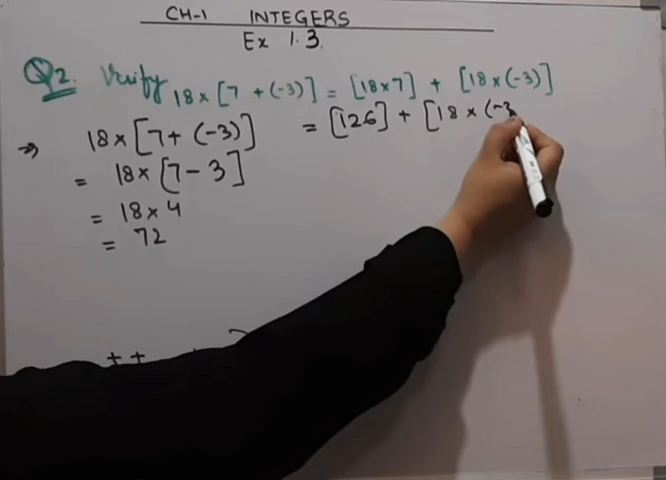 CH-1 INTEGERS
Ex 1.3.
Q2. Verify 18×[7 +(-3)] = [18×7] + [18×(-3)]
⇒ 18×[7+ (-3)] = [126] + [18 × (-3
= 18×[7-3]
= 18×4
= 72
++